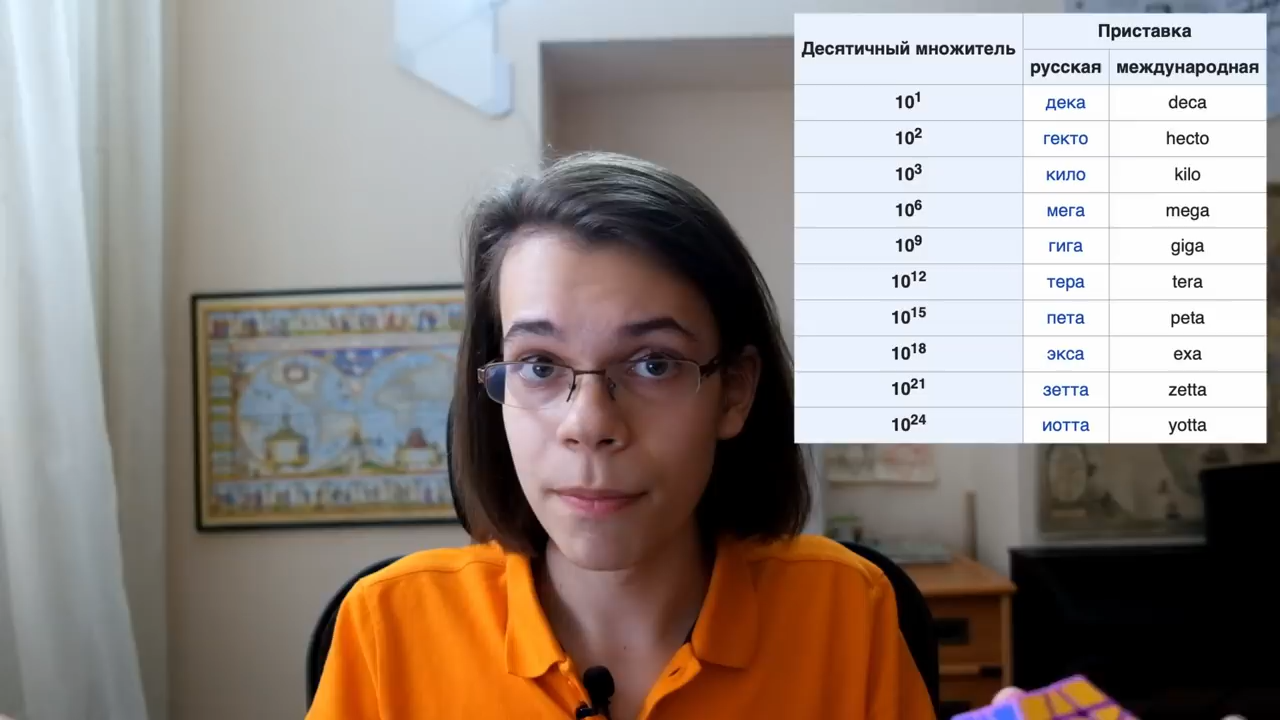 Десятичный множитель Приставка
русская международная
10¹ дека deca
10² гекто hecto
10³ кило kilo
10⁶ мега mega
10⁹ гига giga
10¹² тера tera
10¹⁵ пета peta
10¹⁸ экса exa
10²¹ зетта zetta
10²⁴ иотта yotta